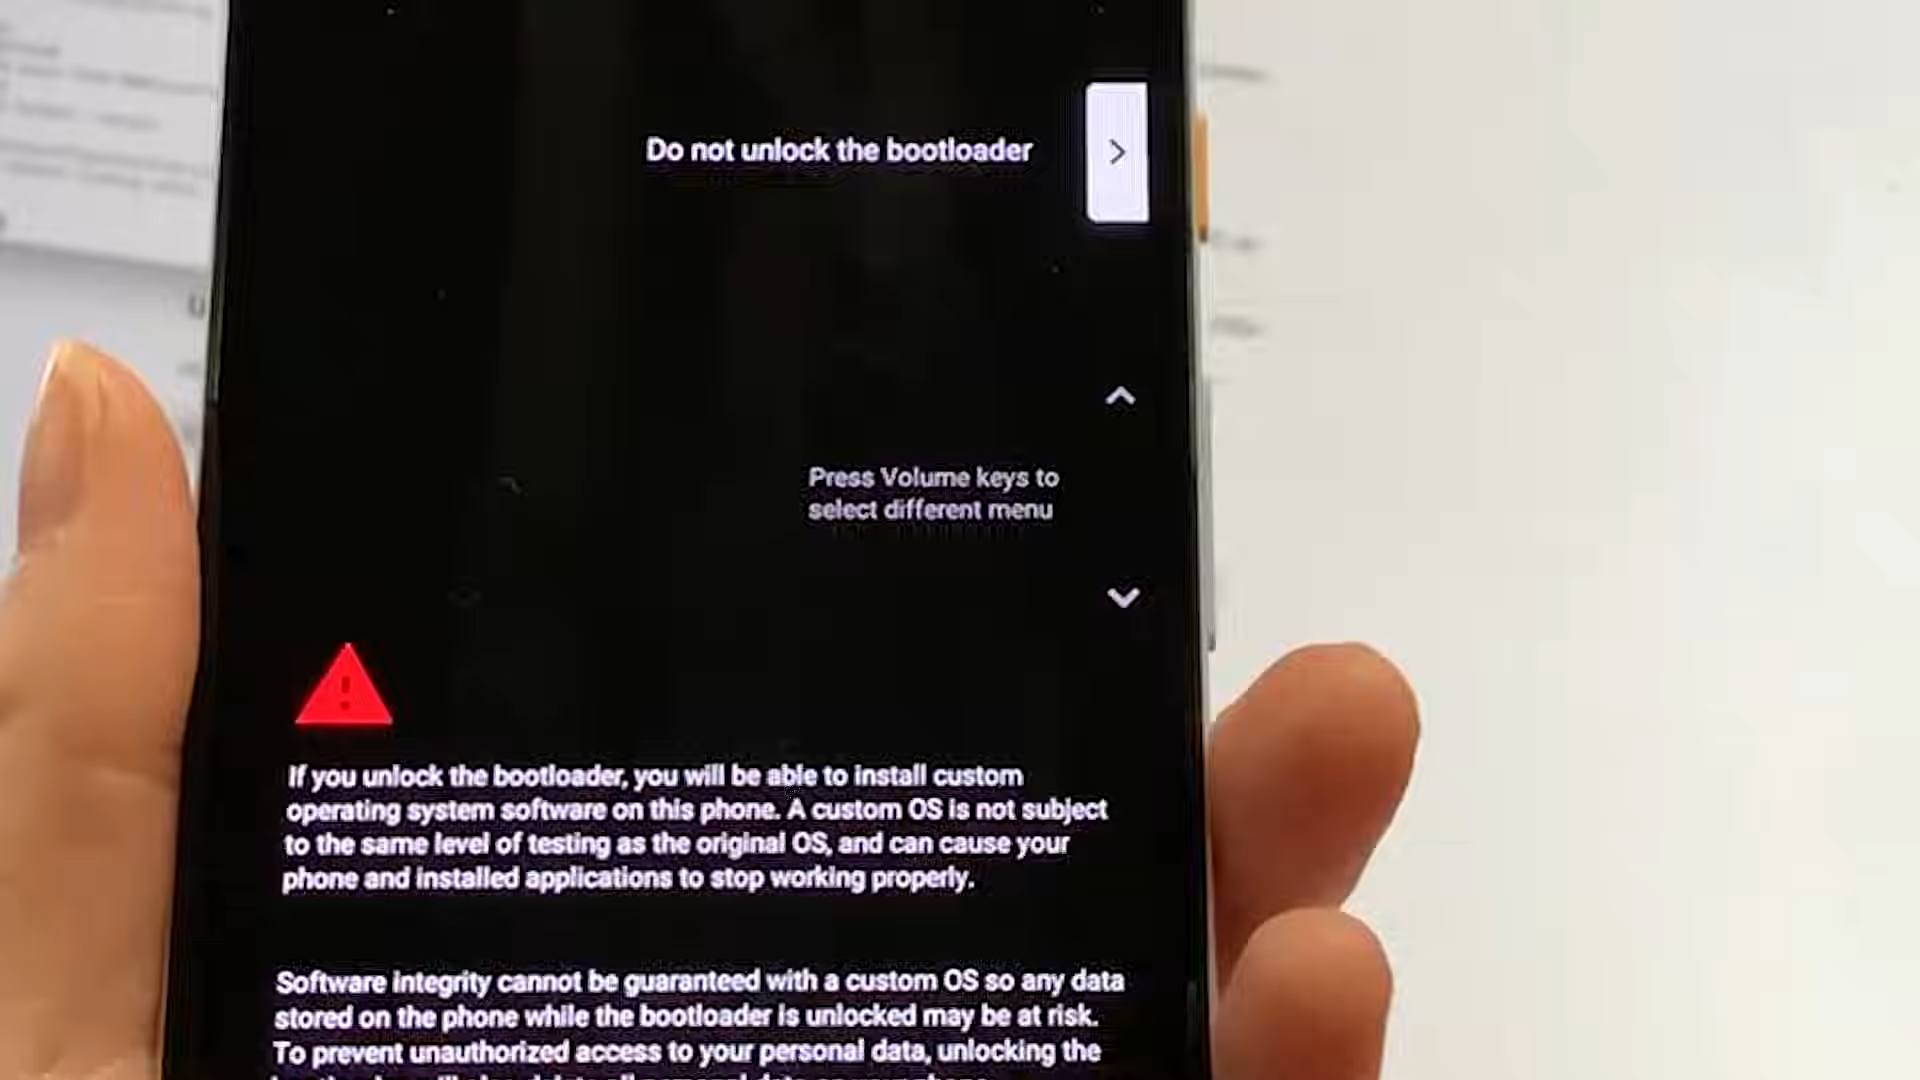 Do not unlock the bootloader
Press Volume keys to
select different menu
If you unlock the bootloader, you will be able to install custom
operating system software on this phone. A custom OS is not subject
to the same level of testing as the original OS, and can cause your
phone and installed applications to stop working properly.
Software integrity cannot be guaranteed with a custom OS so any data
stored on the phone while the bootloader is unlocked may be at risk.
To prevent unauthorized access to your personal data, unlocking the